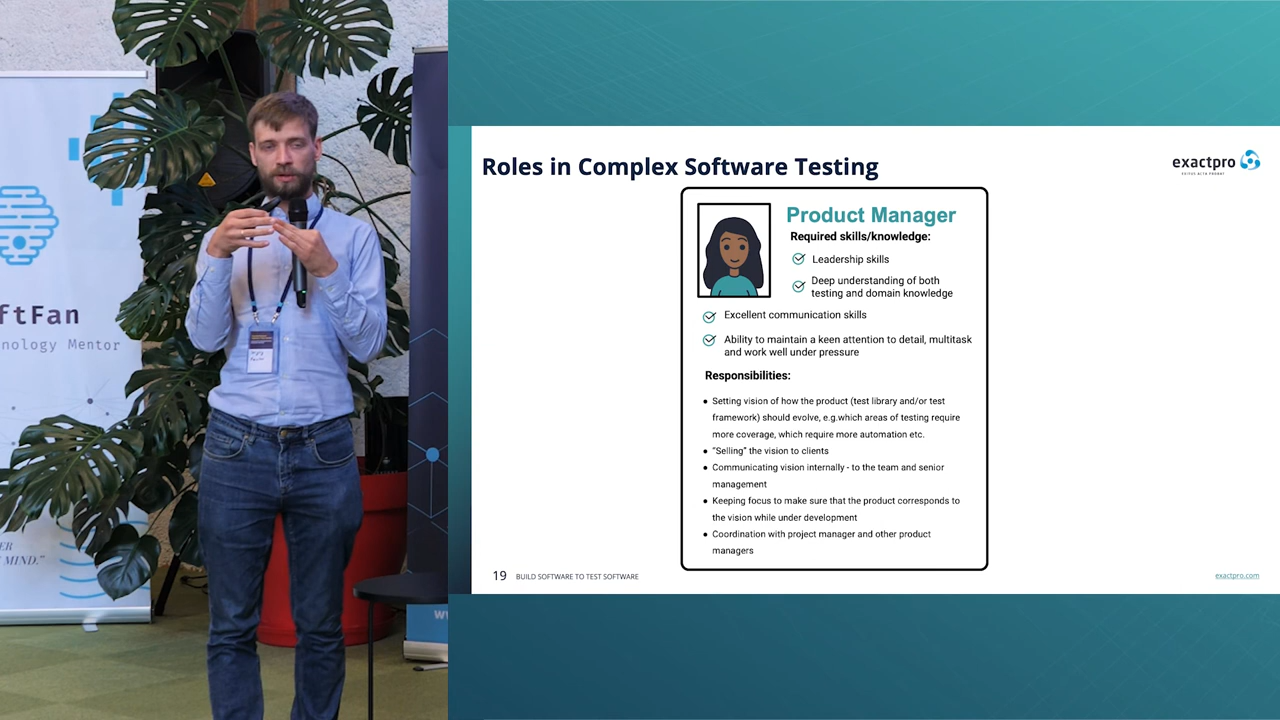 ftFan
nology Mentor
ER
MIND.”
Roles in Complex Software Testing
exactpro
EXITUS ACTA PROBAT
Product Manager
Required skills/knowledge:
Leadership skills
Deep understanding of both
testing and domain knowledge
Excellent communication skills
Ability to maintain a keen attention to detail, multitask
and work well under pressure
Responsibilities:
• Setting vision of how the product (test library and/or test
framework) should evolve, e.g.which areas of testing require
more coverage, which require more automation etc.
• “Selling” the vision to clients
• Communicating vision internally - to the team and senior
management
• Keeping focus to make sure that the product corresponds to
the vision while under development
• Coordination with project manager and other product
managers
19 BUILD SOFTWARE TO TEST SOFTWARE
exactpro.com